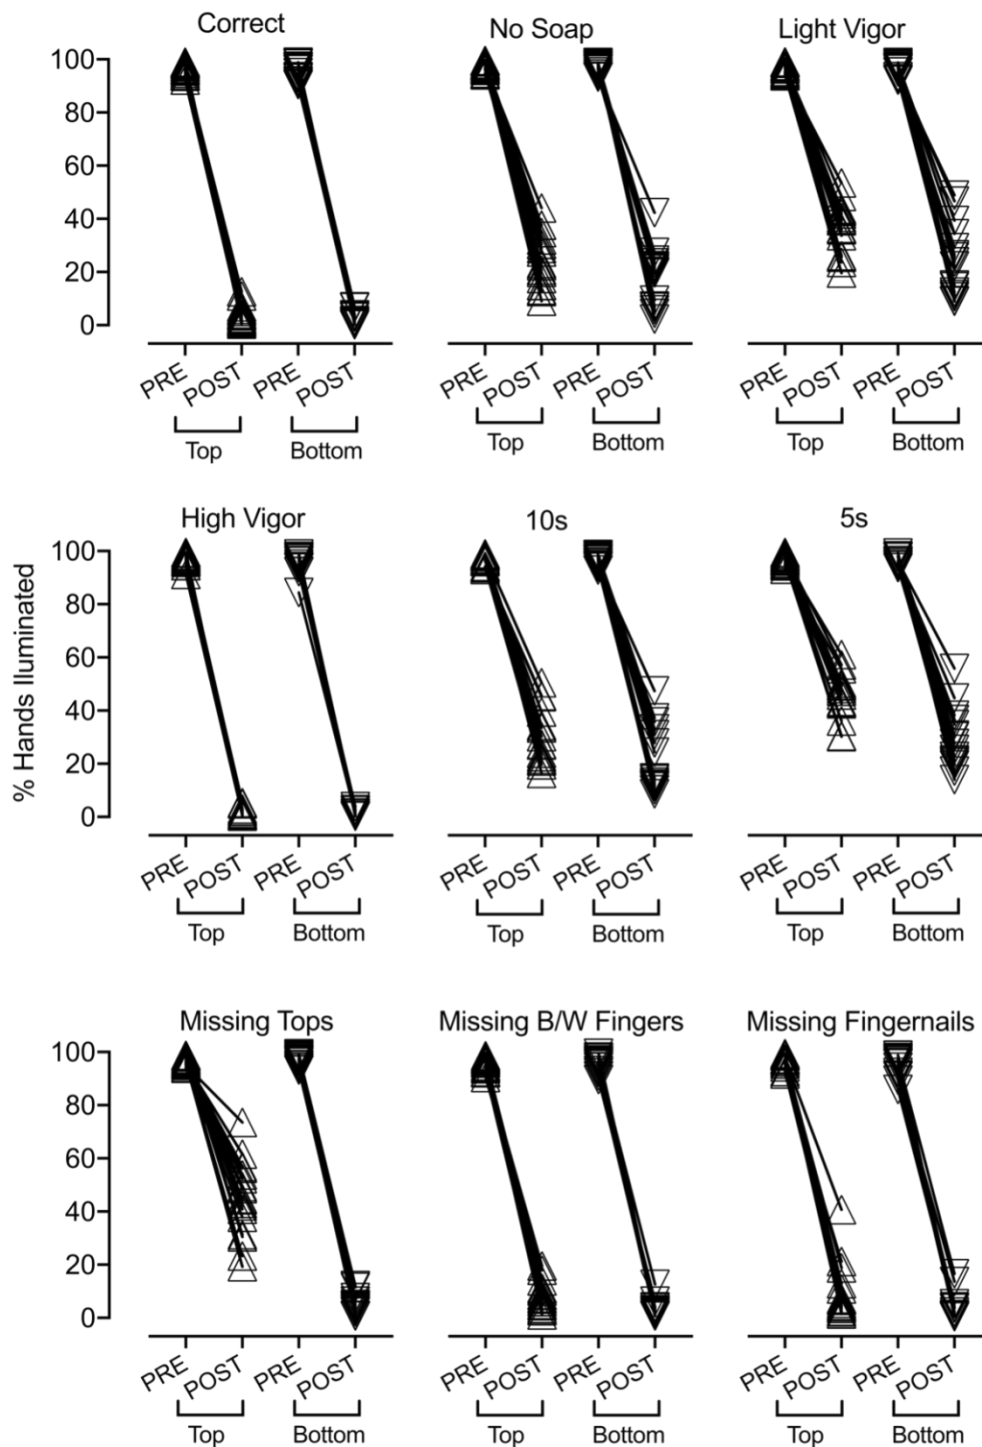 Correct No Soap Light Vigor
100
80
60
40
20
0
PRE POST PRE POST PRE POST PRE POST PRE POST PRE POST
Top Bottom Top Bottom Top Bottom
High Vigor 10s 5s
% Hands Iluminated
100
80
60
40
20
0
PRE POST PRE POST PRE POST PRE POST PRE POST PRE POST
Top Bottom Top Bottom Top Bottom
Missing Tops Missing B/W Fingers Missing Fingernails
100
80
60
40
20
0
PRE POST PRE POST PRE POST PRE POST PRE POST PRE POST
Top Bottom Top Bottom Top Bottom